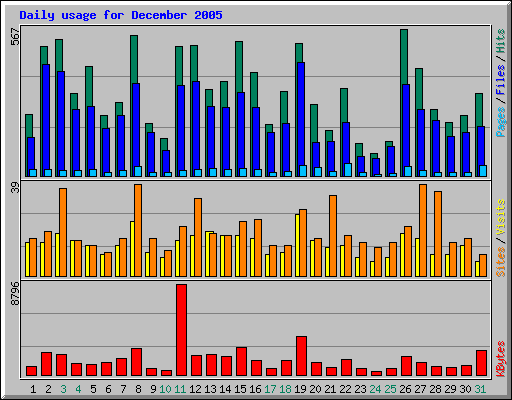 Daily usage for December 2005
567
Pages / Files / Hits
39
Sites / Visits
8796
KBytes
1 2 3 4 5 6 7 8 9 10 11 12 13 14 15 16 17 18 19 20 21 22 23 24 25 26 27 28 29 30 31